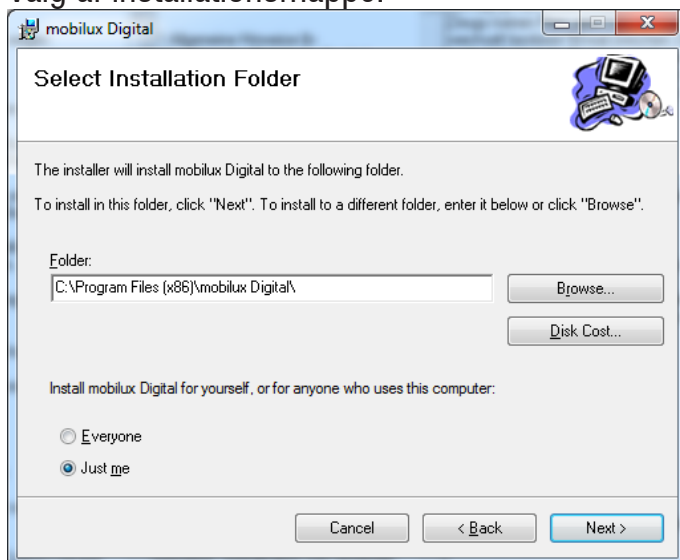 Valg af installationsmappe:
mobilux Digital
Select Installation Folder
The installer will install mobilux Digital to the following folder.
To install in this folder, click "Next". To install to a different folder, enter it below or click "Browse".
Folder:
C:\Program Files (x86)\mobilux Digital\
Browse...
Disk Cost...
Install mobilux Digital for yourself, or for anyone who uses this computer:
Everyone
Just me
Cancel
< Back
Next >